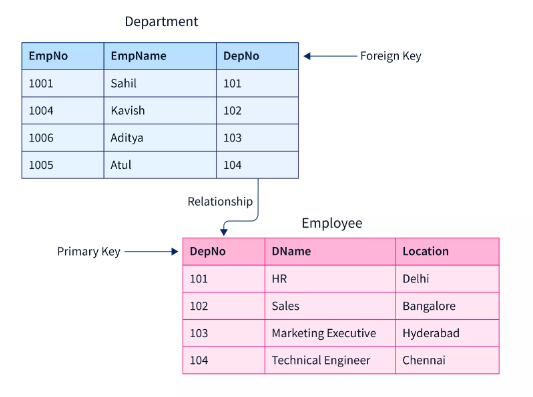 Department
EmpNo EmpName DepNo
Foreign Key
1001 Sahil 101
1004 Kavish 102
1006 Aditya 103
1005 Atul 104
Relationship
Employee
Primary Key
DepNo DName Location
101 HR Delhi
102 Sales Bangalore
103 Marketing Executive Hyderabad
104 Technical Engineer Chennai